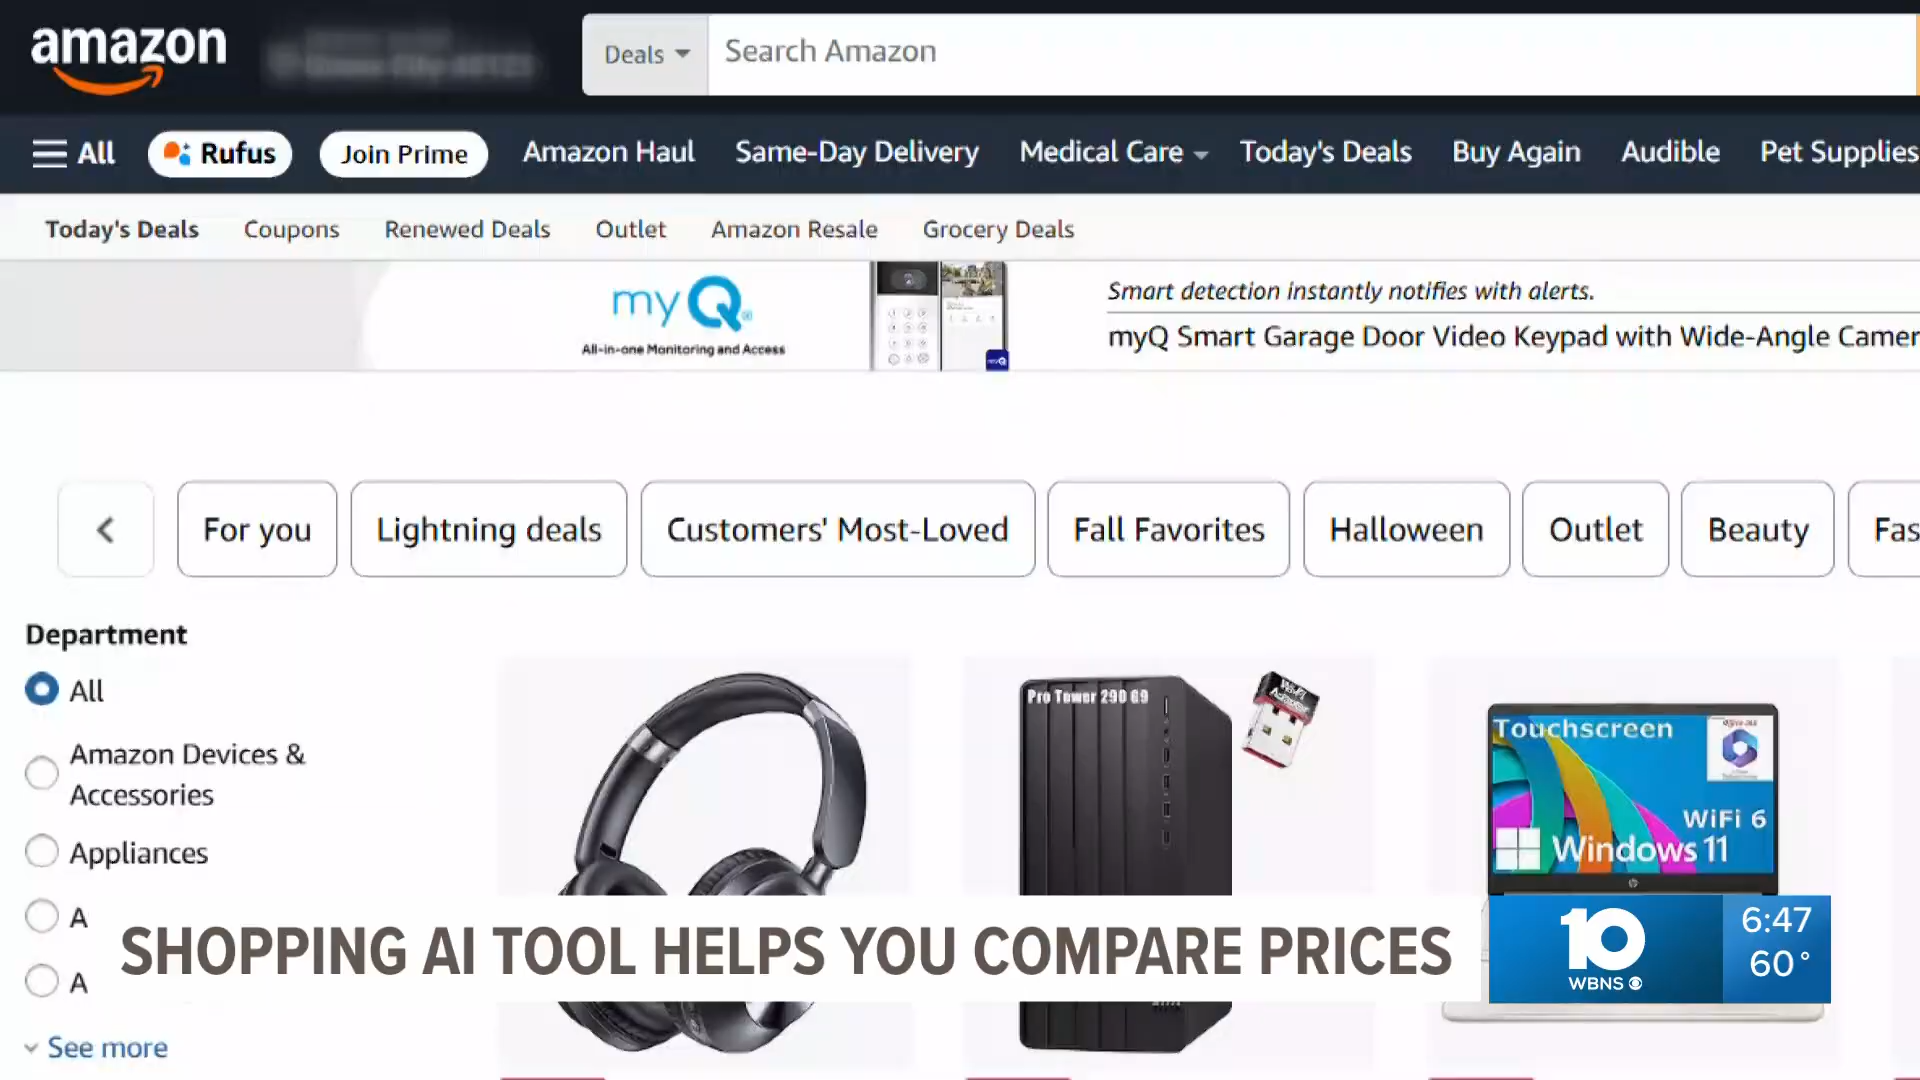 amazon
Deals
Search Amazon
All
Rufus
Join Prime
Amazon Haul
Same-Day Delivery
Medical Care
Today's Deals
Buy Again
Audible
Pet Supplies
Today's Deals
Coupons
Renewed Deals
Outlet
Amazon Resale
Grocery Deals
myQ
All-in-one Monitoring and Access
Smart detection instantly notifies with alerts.
myQ Smart Garage Door Video Keypad with Wide-Angle Camer
For you
Lightning deals
Customers' Most-Loved
Fall Favorites
Halloween
Outlet
Beauty
Fas
Department
All
Amazon Devices &
Accessories
Appliances
A
A
See more
Pro Tower 290 G9
WiFi
Adapter
Touchscreen
WiFi 6
Windows 11
hp
SHOPPING AI TOOL HELPS YOU COMPARE PRICES
10
WBNS
6:47
60°